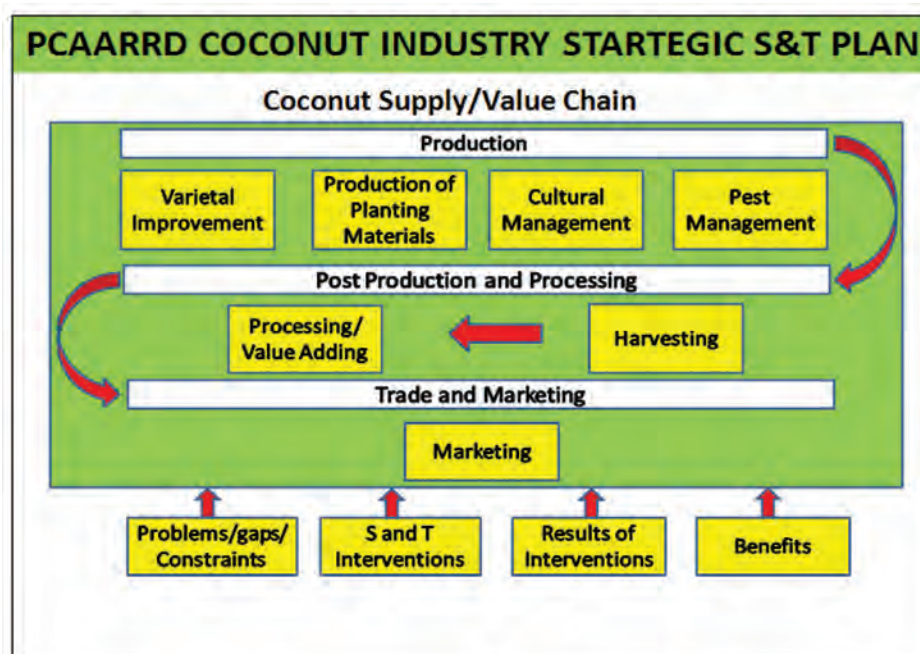 PCAARRD COCONUT INDUSTRY STARTEGIC S&T PLAN
Coconut Supply/Value Chain
Production
Varietal
Improvement
Production of
Planting
Materials
Cultural
Management
Pest
Management
Post Production and Processing
Processing/
Value Adding
Harvesting
Trade and Marketing
Marketing
Problems/gaps/
Constraints
S and T
Interventions
Results of
Interventions
Benefits